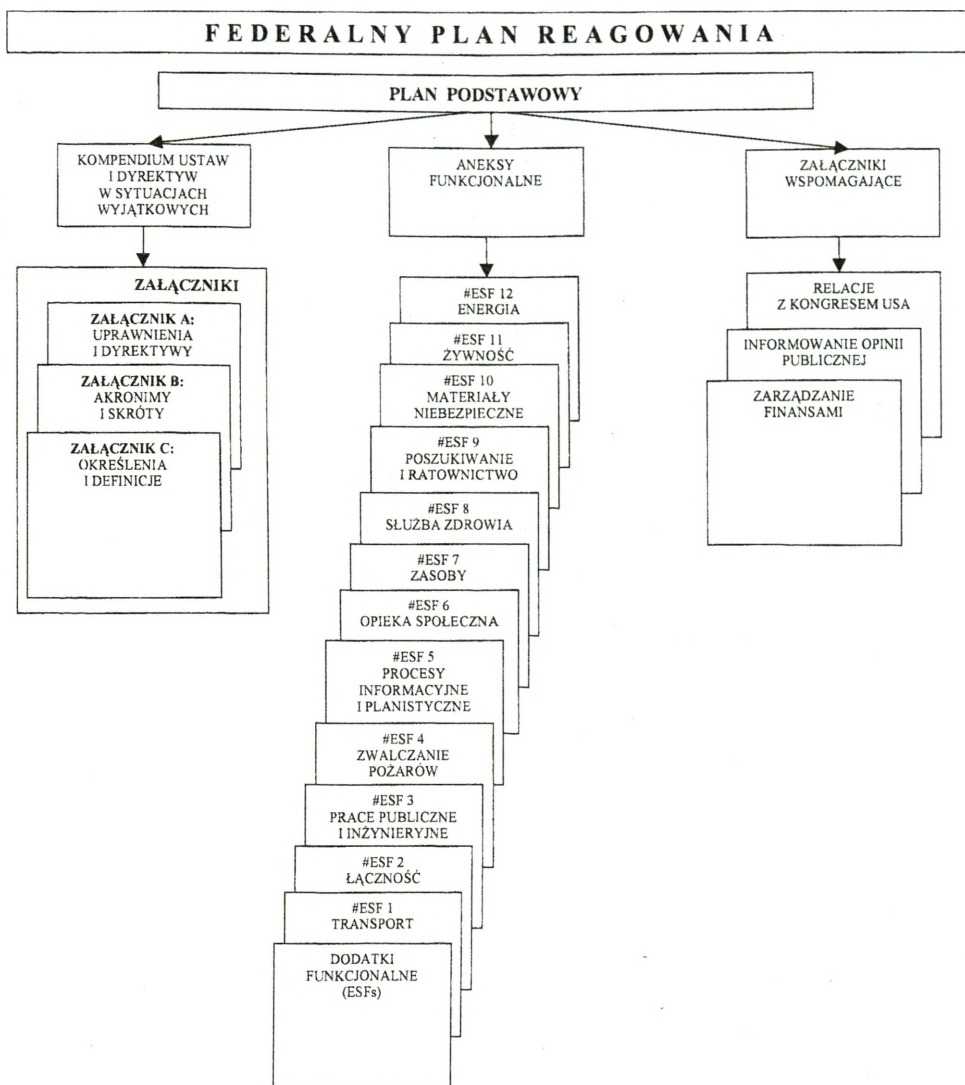 FEDERALNY PLAN REAGOWANIA
PLAN PODSTAWOWY
KOMPENDIUM USTAW
I DYREKTYW
W SYTUACJACH
WYJĄTKOWYCH
ZAŁĄCZNIKI
ZAŁĄCZNIK A:
UPRAWNIENIA
I DYREKTYWY
ZAŁĄCZNIK B:
AKRONIMY
I SKRÓTY
ZAŁĄCZNIK C:
OKREŚLENIA
I DEFINICJE
ANEKSY
FUNKCJONALNE
#ESF 12
ENERGIA
#ESF 11
ŻYWNOŚĆ
#ESF 10
MATERIAŁY
NIEBEZPIECZNE
#ESF 9
POSZUKIWANIE
I RATOWNICTWO
#ESF 8
SŁUŻBA ZDROWIA
#ESF 7
ZASOBY
#ESF 6
OPIEKA SPOŁECZNA
#ESF 5
PROCESY
INFORMACYJNE
I PLANISTYCZNE
#ESF 4
ZWALCZANIE
POŻARÓW
#ESF 3
PRACE PUBLICZNE
I INŻYNIERYJNE
#ESF 2
ŁĄCZNOŚĆ
#ESF 1
TRANSPORT
DODATKI
FUNKCJONALNE
(ESFs)
ZAŁĄCZNIKI
WSPOMAGAJĄCE
RELACJE
Z KONGRESEM USA
INFORMOWANIE OPINII
PUBLICZNEJ
ZARZĄDZANIE
FINANSAMI